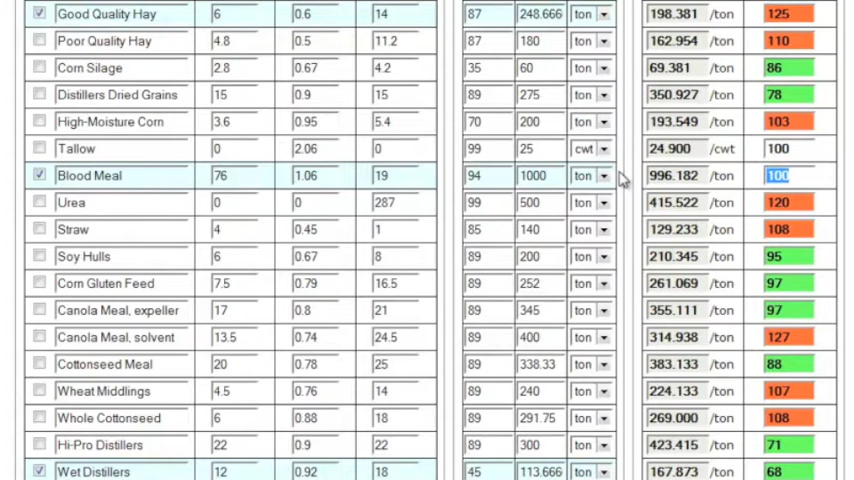 Good Quality Hay 6 0.6 14 87 248.666 ton 198.381 /ton 125
Poor Quality Hay 4.8 0.5 11.2 87 180 ton 162.954 /ton 110
Corn Silage 2.8 0.67 4.2 35 60 ton 69.381 /ton 86
Distillers Dried Grains 15 0.9 15 89 275 ton 350.927 /ton 78
High-Moisture Corn 3.6 0.95 5.4 70 200 ton 193.549 /ton 103
Tallow 0 2.06 0 99 25 cwt 24.900 /cwt 100
Blood Meal 76 1.06 19 94 1000 ton 996.182 /ton 100
Urea 0 0 287 99 500 ton 415.522 /ton 120
Straw 4 0.45 1 85 140 ton 129.233 /ton 108
Soy Hulls 6 0.67 8 89 200 ton 210.345 /ton 95
Corn Gluten Feed 7.5 0.79 16.5 89 252 ton 261.069 /ton 97
Canola Meal, expeller 17 0.8 21 89 345 ton 355.111 /ton 97
Canola Meal, solvent 13.5 0.74 24.5 89 400 ton 314.938 /ton 127
Cottonseed Meal 20 0.78 25 89 338.33 ton 383.133 /ton 88
Wheat Middlings 4.5 0.76 14 89 240 ton 224.133 /ton 107
Whole Cottonseed 6 0.88 18 89 291.75 ton 269.000 /ton 108
Hi-Pro Distillers 22 0.9 22 89 300 ton 423.415 /ton 71
Wet Distillers 12 0.92 18 45 113.666 ton 167.873 /ton 68